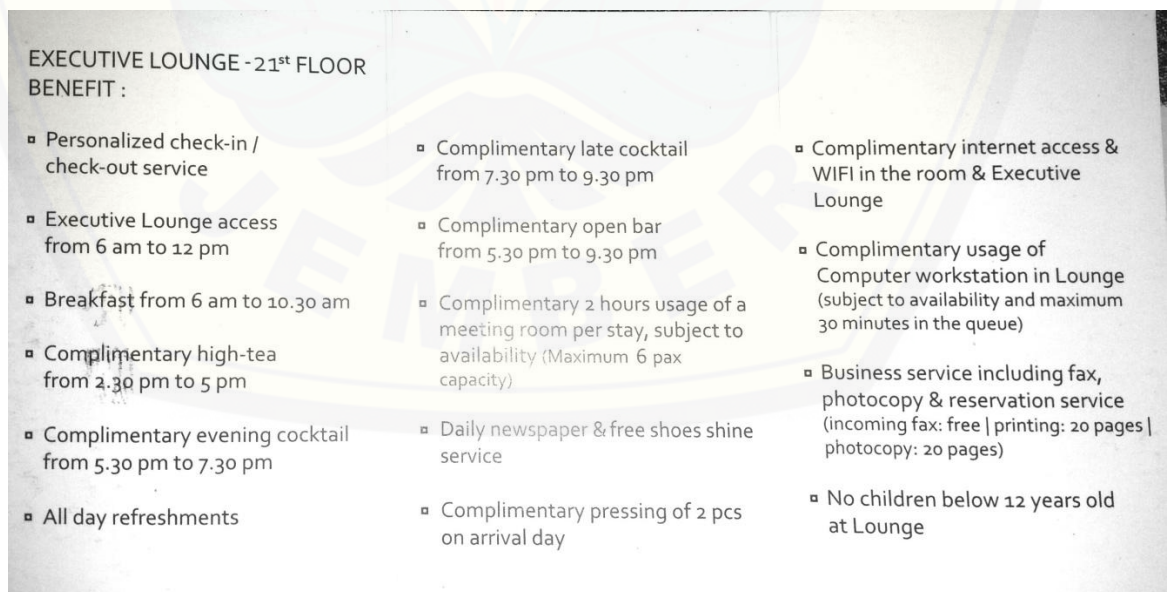 EXECUTIVE LOUNGE - 21st FLOOR
BENEFIT :
▫ Personalized check-in /
check-out service
▫ Executive Lounge access
from 6 am to 12 pm
▫ Breakfast from 6 am to 10.30 am
▫ Complimentary high-tea
from 2.30 pm to 5 pm
▫ Complimentary evening cocktail
from 5.30 pm to 7.30 pm
▫ All day refreshments
▫ Complimentary late cocktail
from 7.30 pm to 9.30 pm
▫ Complimentary open bar
from 5.30 pm to 9.30 pm
▫ Complimentary 2 hours usage of a
meeting room per stay, subject to
availability (Maximum 6 pax
capacity)
▫ Daily newspaper & free shoes shine
service
▫ Complimentary pressing of 2 pcs
on arrival day
▫ Complimentary internet access &
WIFI in the room & Executive
Lounge
▫ Complimentary usage of
Computer workstation in Lounge
(subject to availability and maximum
30 minutes in the queue)
▫ Business service including fax,
photocopy & reservation service
(incoming fax: free | printing: 20 pages |
photocopy: 20 pages)
▫ No children below 12 years old
at Lounge
JEMBER